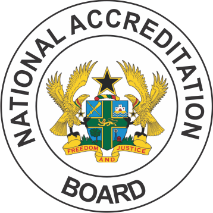 NATIONAL ACCREDITATION
BOARD
FREEDOM AND JUSTICE